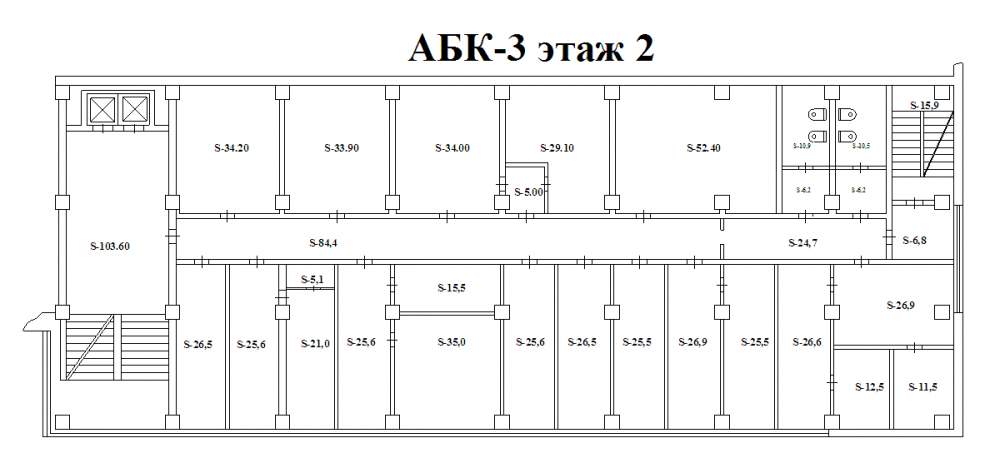 АБК-3 этаж 2
S-15,9
S-34.20
S-33.90
S-34.00
S-29.10
S-52.40
S-10,9
S-10,5
S-5.00
S-6,2
S-6,2
S-103.60
S-84,4
S-24,7
S-6,8
S-5,1
S-15,5
S-26,9
S-26,5
S-25,6
S-21,0
S-25,6
S-35,0
S-25,6
S-26,5
S-25,5
S-26,9
S-25,5
S-26,6
S-12,5
S-11,5